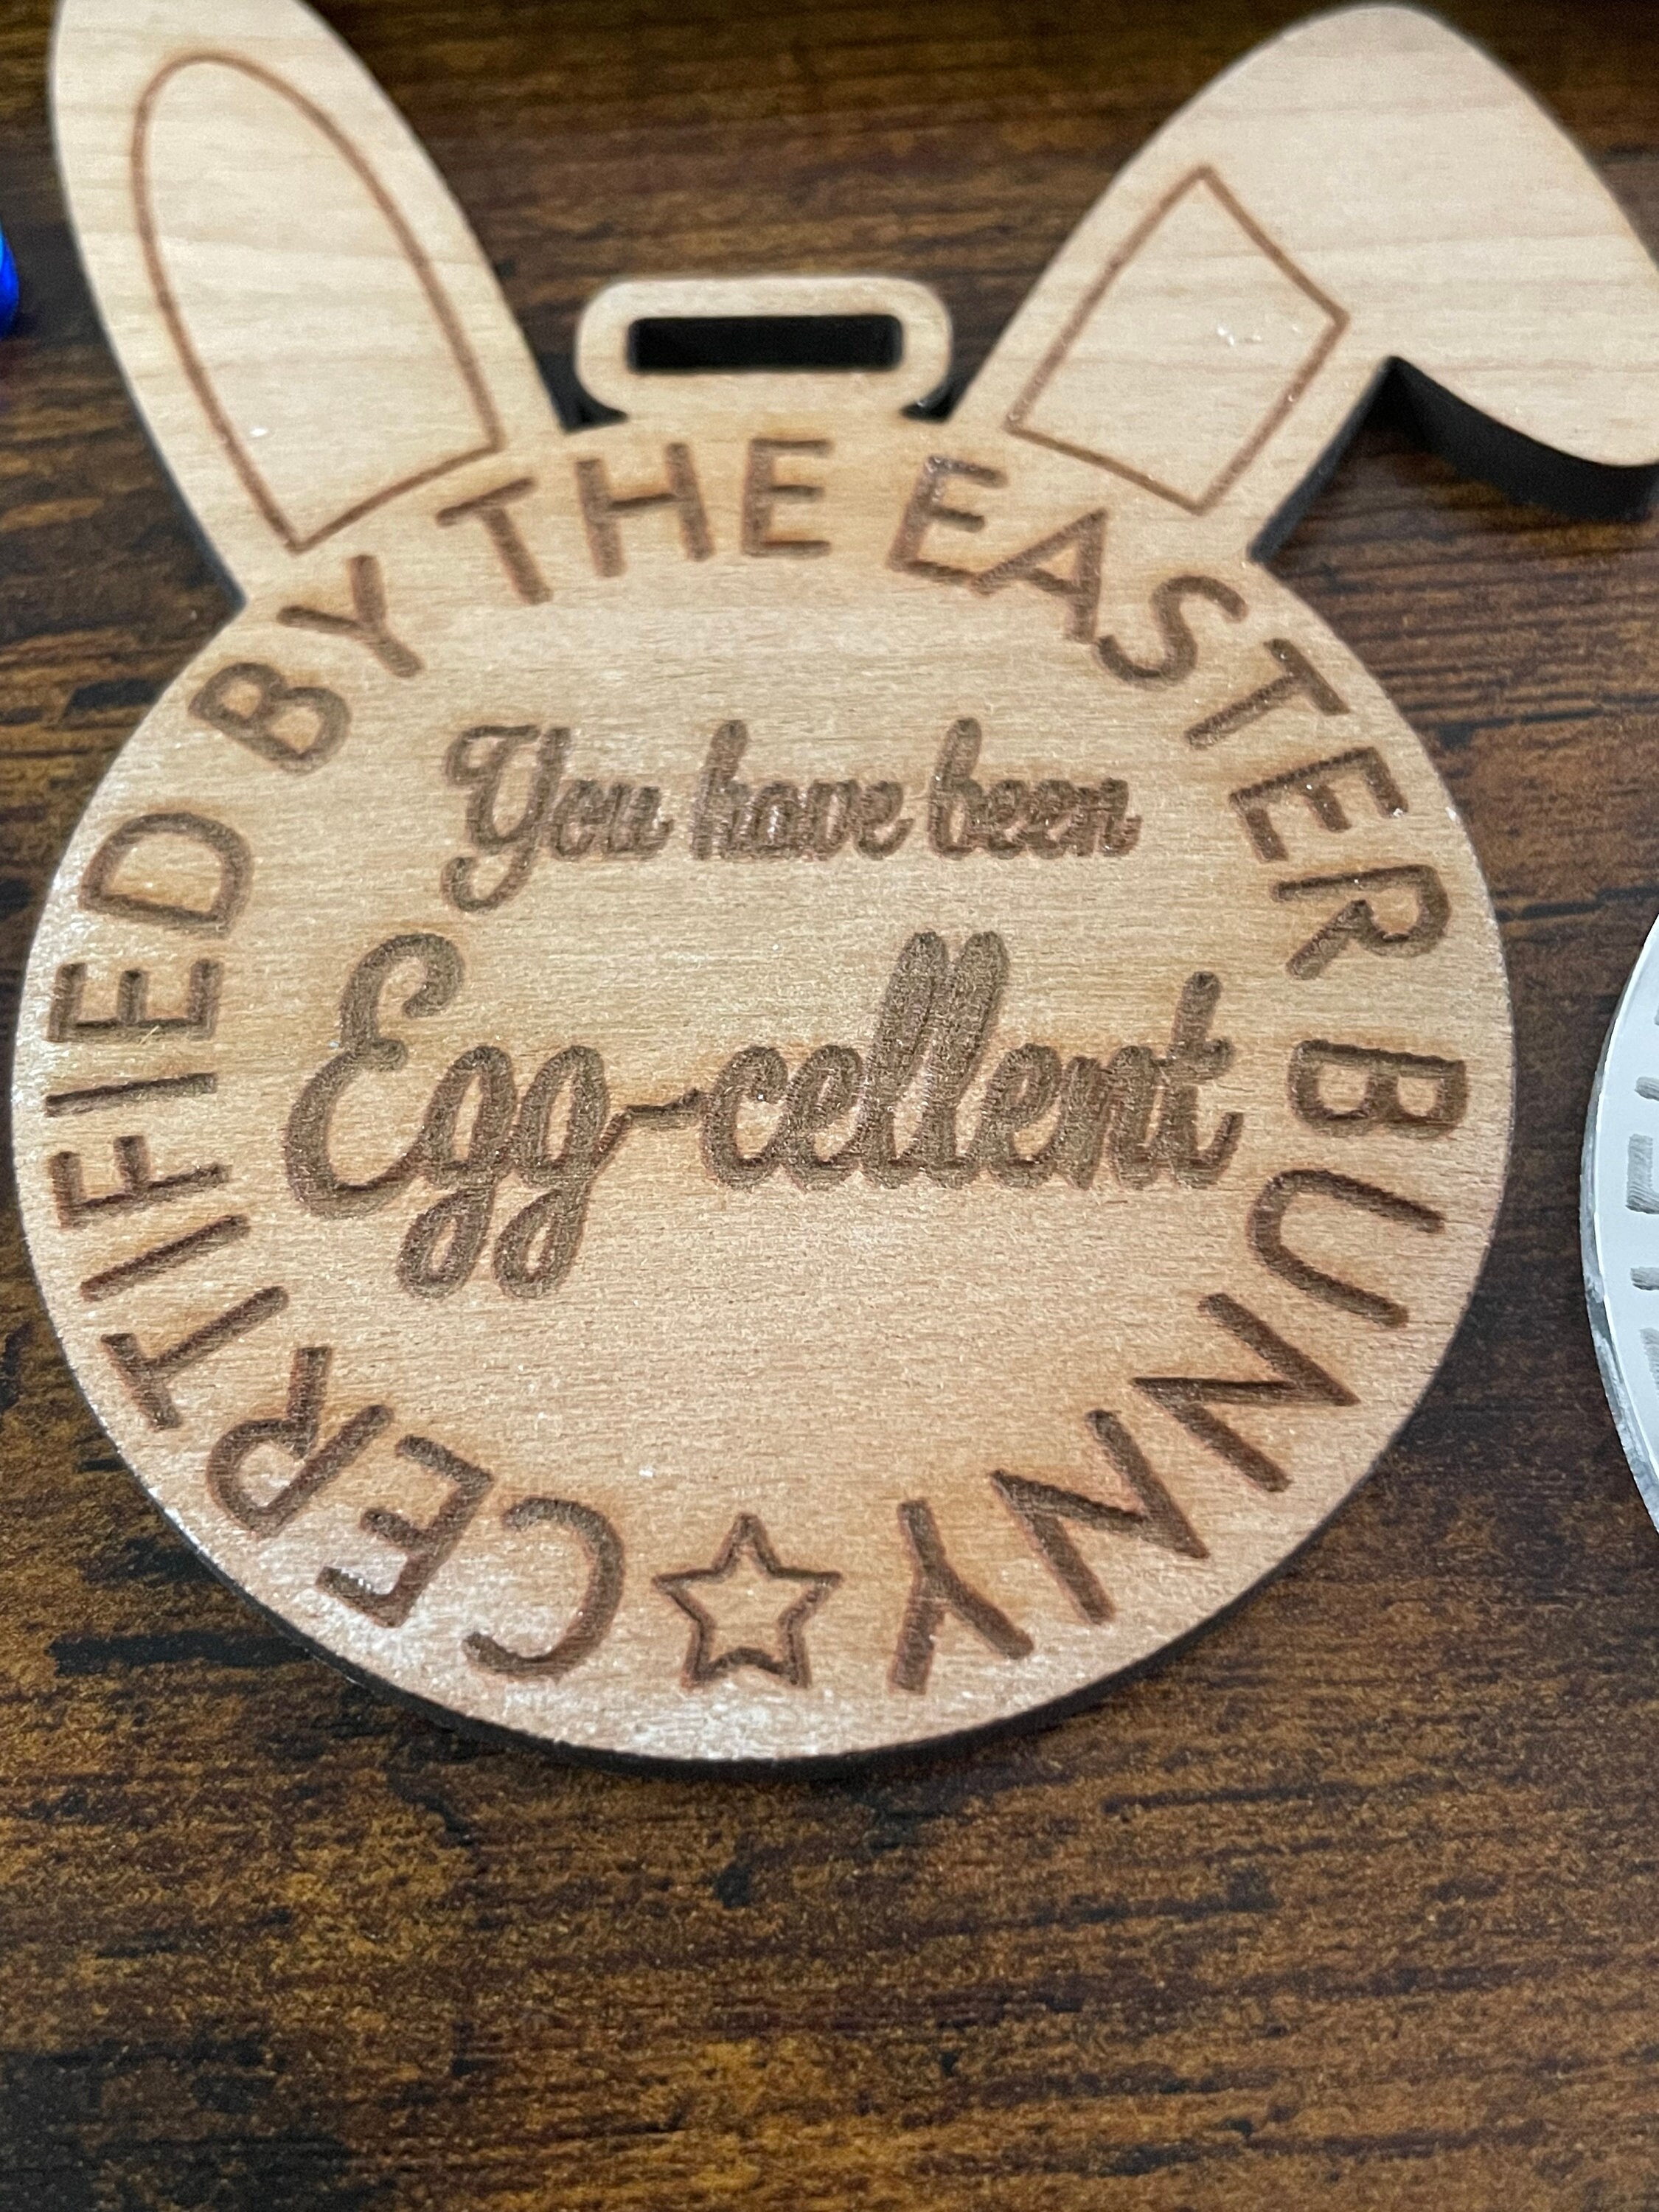 CERTIFIED BY THE EASTER BUNNY
You have been
Egg-cellent